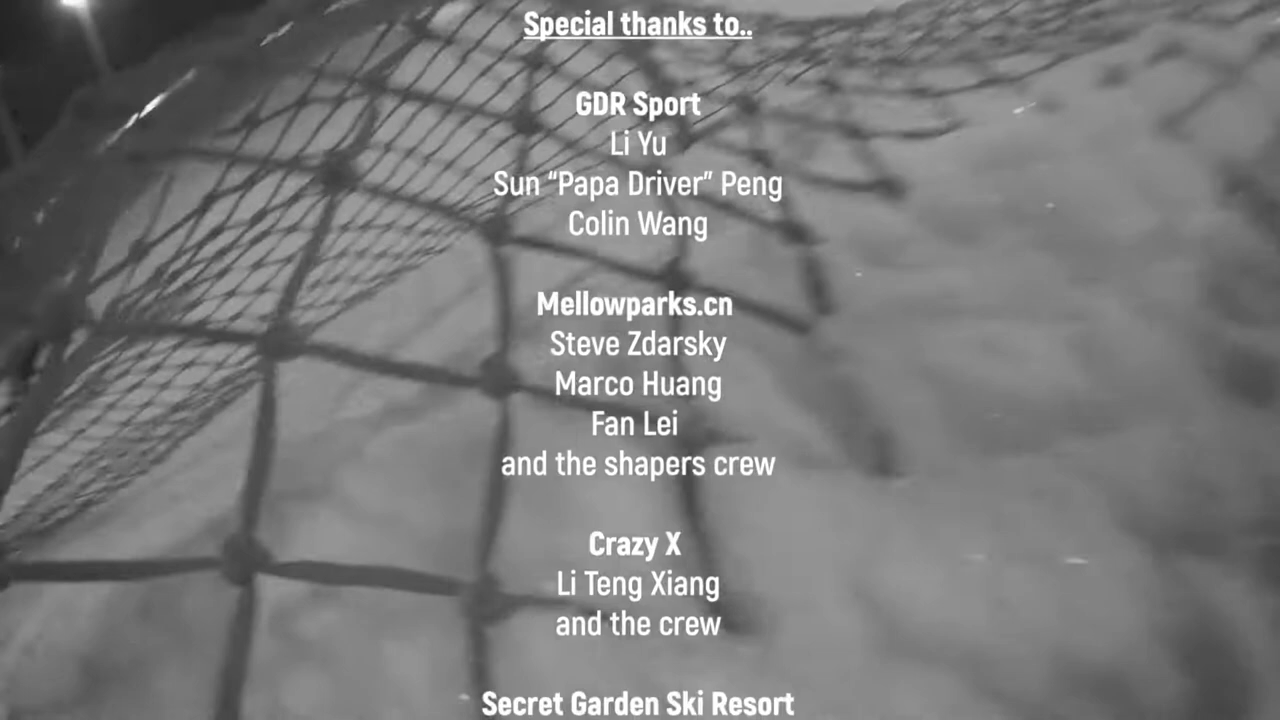 Special thanks to..
GDR Sport
Li Yu
Sun “Papa Driver” Peng
Colin Wang
Mellowparks.cn
Steve Zdarsky
Marco Huang
Fan Lei
and the shapers crew
Crazy X
Li Teng Xiang
and the crew
Secret Garden Ski Resort